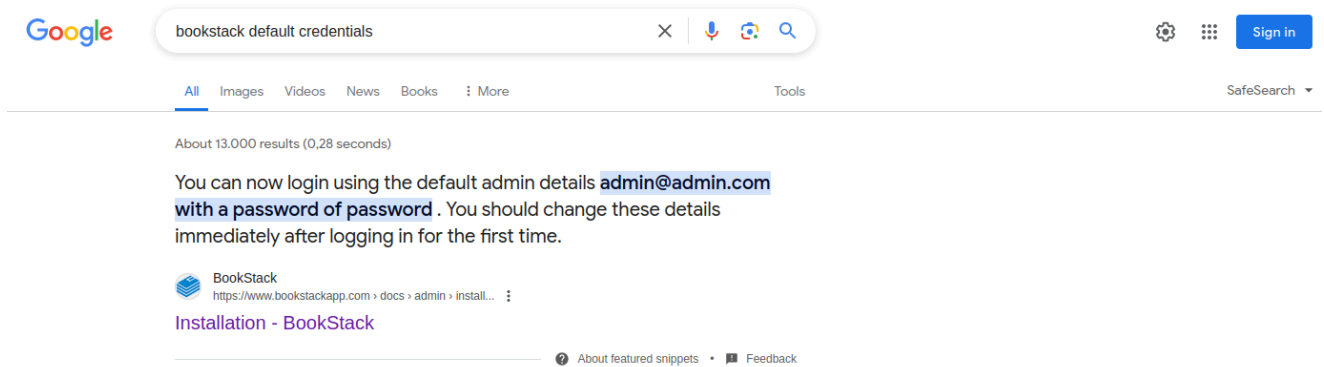 Google
bookstack default credentials
Sign in
All Images Videos News Books More Tools SafeSearch
About 13.000 results (0,28 seconds)
You can now login using the default admin details admin@admin.com
with a password of password . You should change these details
immediately after logging in for the first time.
BookStack
https://www.bookstackapp.com › docs › admin › install...
Installation - BookStack
About featured snippets • Feedback